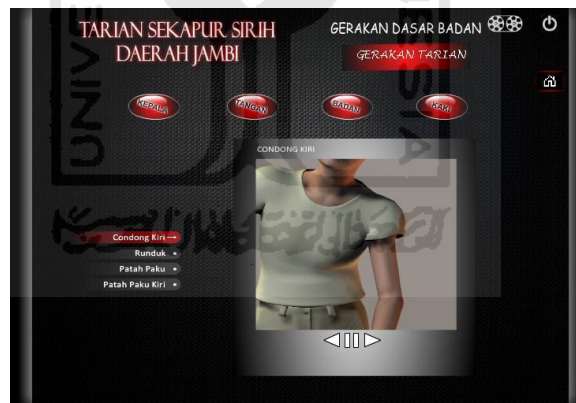 TARIAN SEKAPUR SIRIH
DAERAH JAMBI
GERAKAN DASAR BADAN
GERAKAN TARIAN
KEPALA
TANGAN
BADAN
KAKI
CONDONG KIRI
Condong Kiri
Runduk
Patah Paku
Patah Paku Kiri